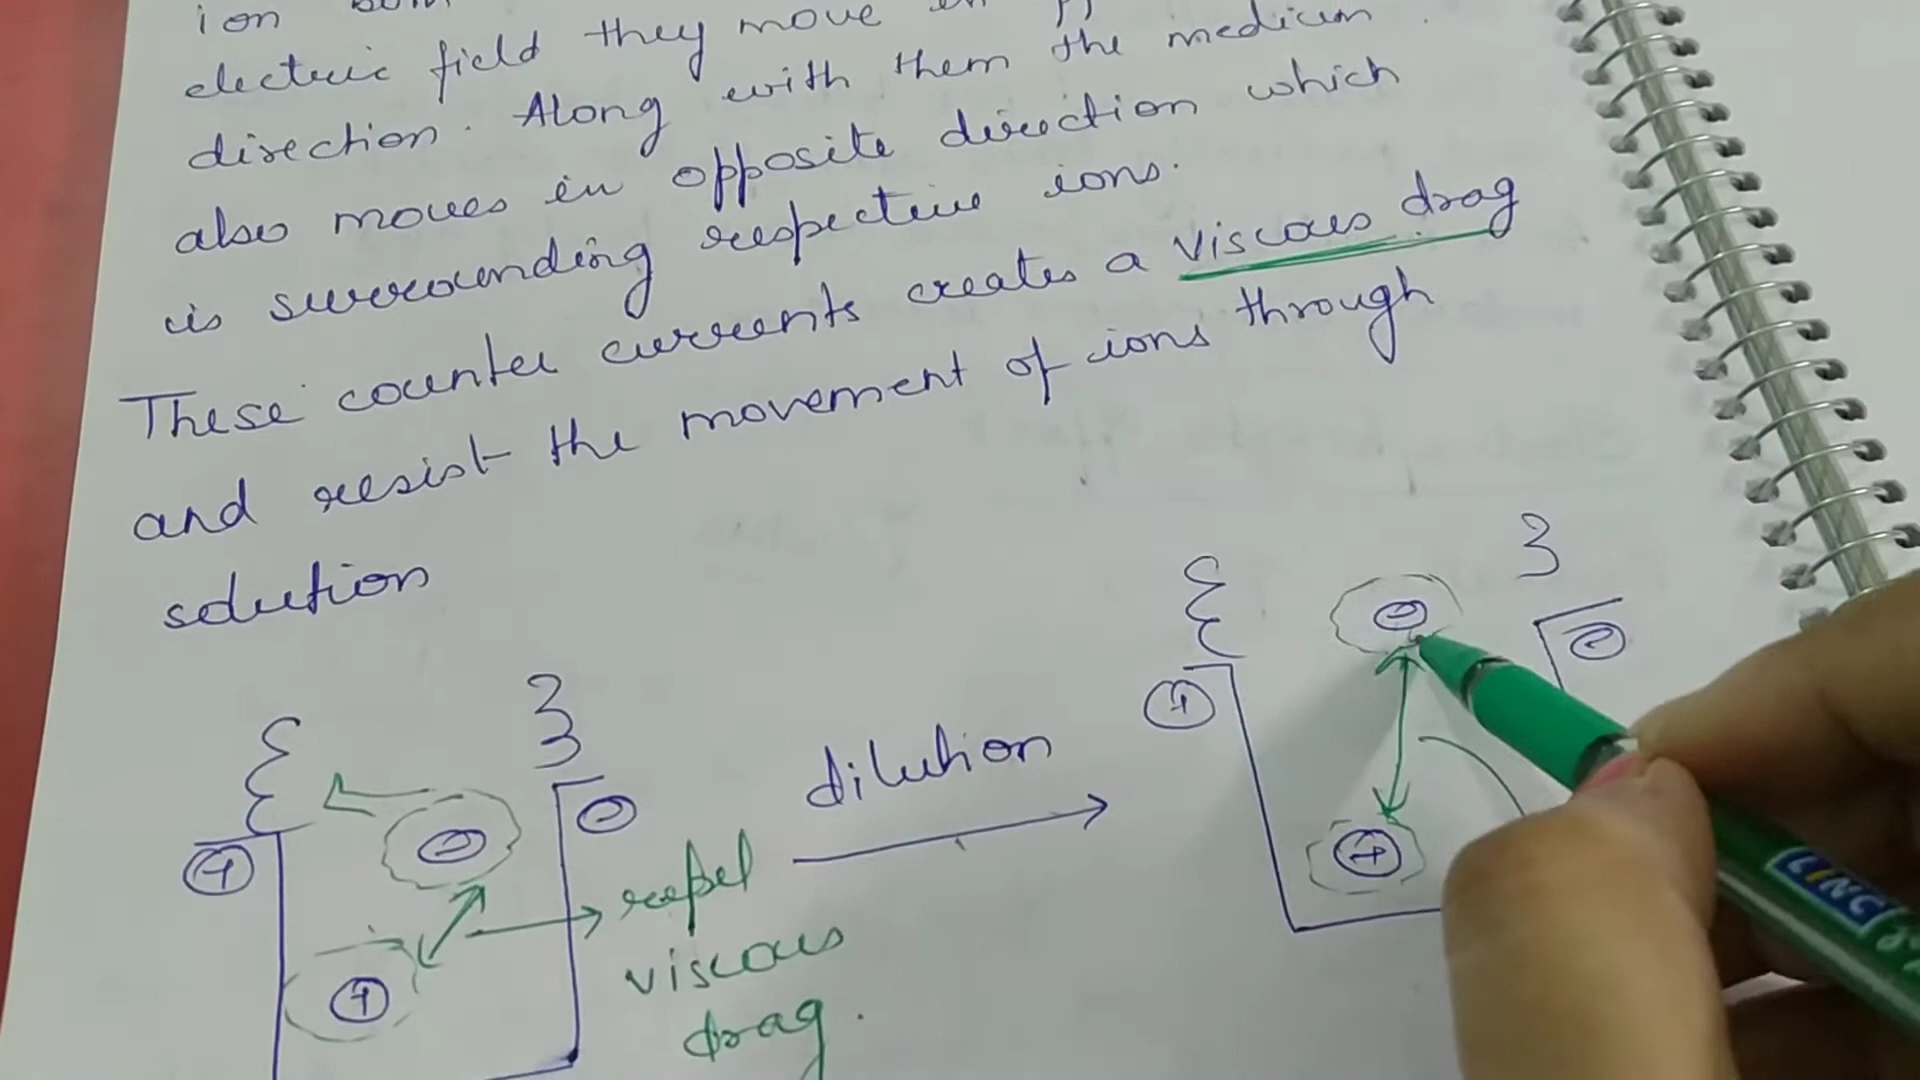 ion
electric field they move in
direction. Along with them the medium
also moves in opposite direction which
is surrounding respective ions.
These counter currents creates a viscous drag
and resist the movement of ions through
solution
dilution
repel
viscous
drag.
LINC